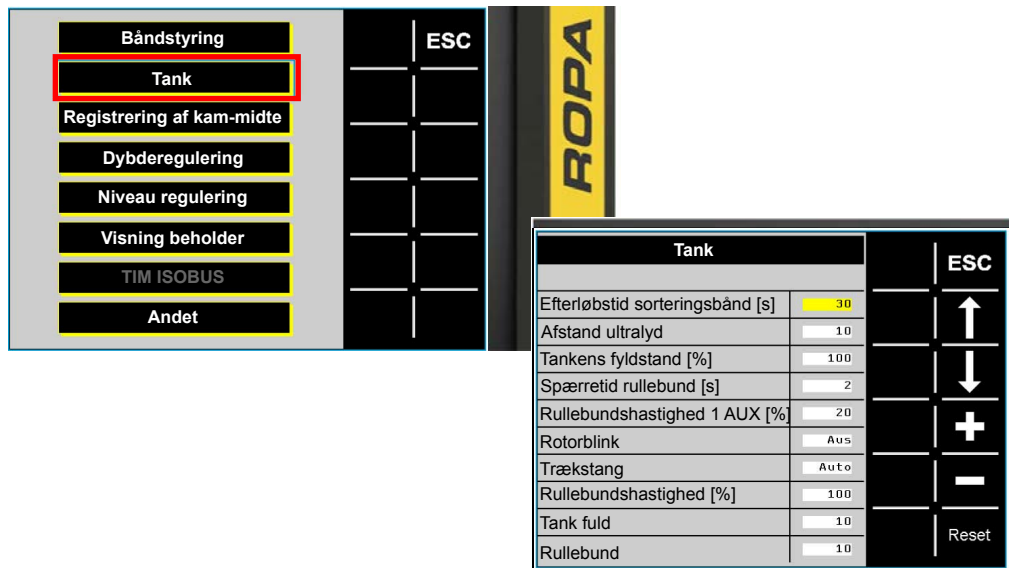 Båndstyring
ESC
Tank
Registrering af kam-midte
Dybderegulering
Niveau regulering
Visning beholder
TIM ISOBUS
Andet
ROPA
Tank
ESC
Efterløbstid sorteringsbånd [s] 30
Afstand ultralyd 10
Tankens fyldstand [%] 100
Spærretid rullebund [s] 2
Rullebundshastighed 1 AUX [%] 20
Rotorblink Aus
Trækstang Auto
Rullebundshastighed [%] 100
Tank fuld 10
Rullebund 10
Reset